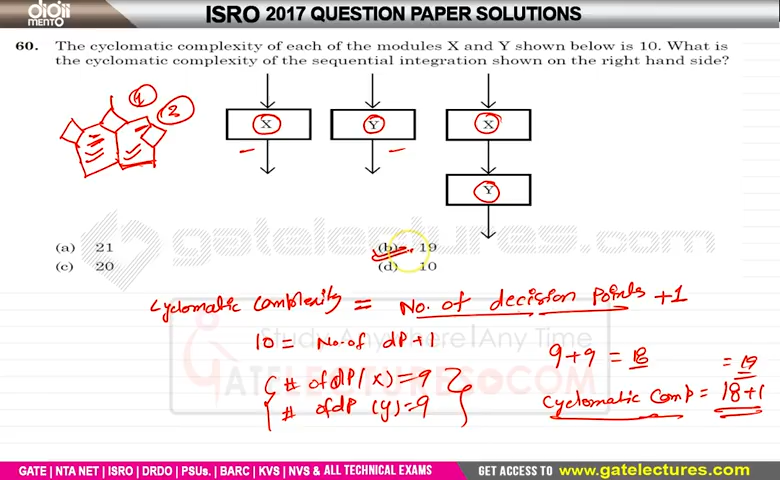 digii
MENTO
ISRO 2017 QUESTION PAPER SOLUTIONS
60. The cyclomatic complexity of each of the modules X and Y shown below is 10. What is
the cyclomatic complexity of the sequential integration shown on the right hand side?
X Y X
Y
(a) 21 (b) 19
(c) 20 (d) 10
gatelectures.com
Cyclomatic Complexity = No. of decision points +1
Study Anywhere|Any Time
GATELECTURES.COM
10 = No. of dP + 1
# of dP (x) = 9
# of dP (y) = 9
9 + 9 = 18
= 19
Cyclomatic Comp = 18+1
GATE | NTA NET | ISRO | DRDO | PSUs. | BARC | KVS | NVS & ALL TECHNICAL EXAMS GET ACCESS TO www.gatelectures.com